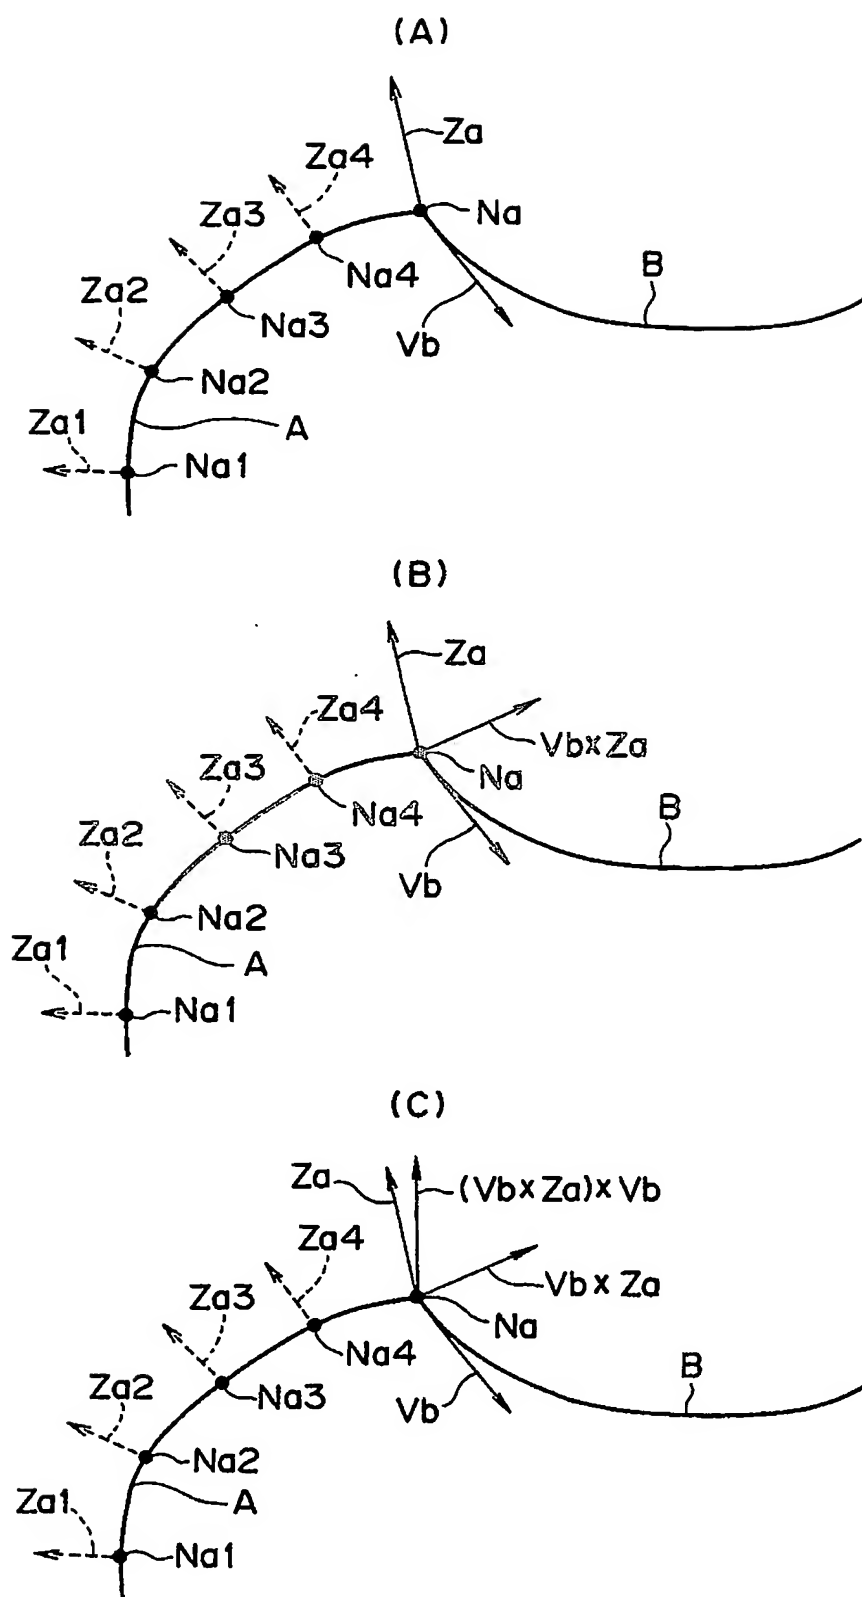 (A)
Za
Za4
Na
Za3
Na4
B
Za2
Na3
Vb
Na2
Za1
A
Na1
(B)
Za
Za4
Vb×Za
Na
Za3
Na4
B
Za2
Na3
Vb
Na2
Za1
A
Na1
(C)
Za
(Vb×Za)×Vb
Za4
Vb×Za
Za3
Na
Na4
B
Za2
Na3
Vb
Na2
Za1
A
Na1